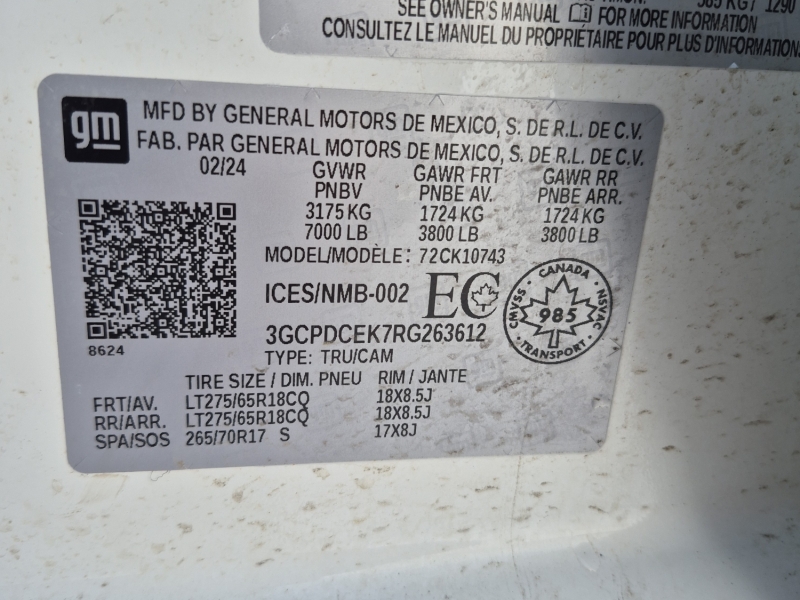 585 KG / 1290
SEE OWNER'S MANUAL FOR MORE INFORMATION
CONSULTEZ LE MANUEL DU PROPRIÉTAIRE POUR PLUS D'INFORMATION
gm
MFD BY GENERAL MOTORS DE MEXICO, S. DE R.L. DE C.V.
FAB. PAR GENERAL MOTORS DE MEXICO, S. DE R.L. DE C.V.
02/24 GVWR GAWR FRT GAWR RR
PNBV PNBE AV. PNBE ARR.
3175 KG 1724 KG 1724 KG
7000 LB 3800 LB 3800 LB
MODEL/MODÈLE: 72CK10743
ICES/NMB-002 EC
CANADA
CMVSS 985 NSVAC
TRANSPORT
8624
3GCPDCEK7RG263612
TYPE: TRU/CAM
TIRE SIZE / DIM. PNEU RIM / JANTE
FRT/AV. LT275/65R18CQ 18X8.5J
RR/ARR. LT275/65R18CQ 18X8.5J
SPA/SOS 265/70R17 S 17X8J